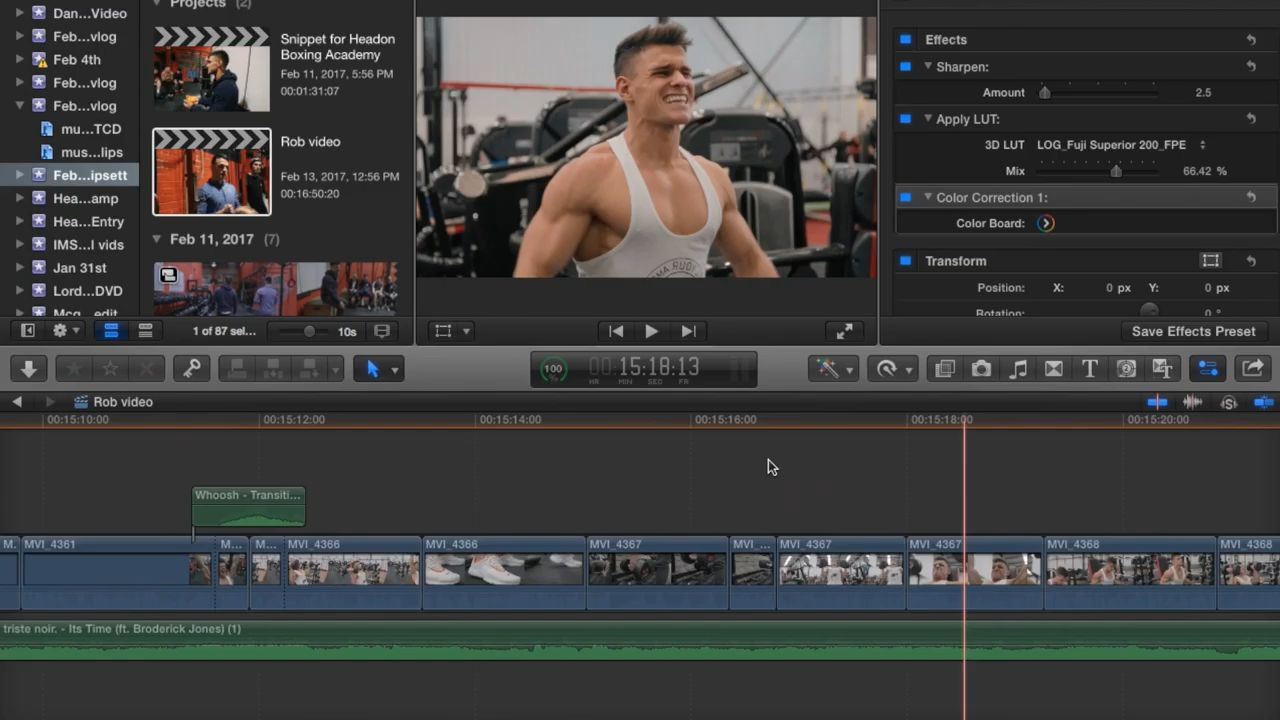 Dan...Video
Feb...vlog
Feb 4th
Feb...vlog
Feb...vlog
mu...TCD
mus...lips
Feb...ipsett
Hea...amp
Hea...Entry
IMS...l vids
Jan 31st
Lord...DVD
Mcg...edit
Projects (2)
Snippet for Headon
Boxing Academy
Feb 11, 2017, 5:56 PM
00:01:31:07
Rob video
Feb 13, 2017, 12:56 PM
00:16:50:20
Feb 11, 2017 (7)
1 of 87 sel...
10s
Effects
Sharpen:
Amount 2.5
Apply LUT:
3D LUT LOG_Fuji Superior 200_FPE
Mix 66.42 %
Color Correction 1:
Color Board:
Transform
Position: X: 0 px Y: 0 px
Rotation: 0 °
Save Effects Preset
100
%
00:15:18:13
HR MIN SEC FR
T
Rob video
00:15:10:00 00:15:12:00 00:15:14:00 00:15:16:00 00:15:18:00 00:15:20:00
Whoosh - Transiti...
M. MVI_4361 M... M... MVI_4366 MVI_4366 MVI_4367 MVI_... MVI_4367 MVI_4367 MVI_4368 MVI_4368
triste noir. - Its Time (ft. Broderick Jones) (1)